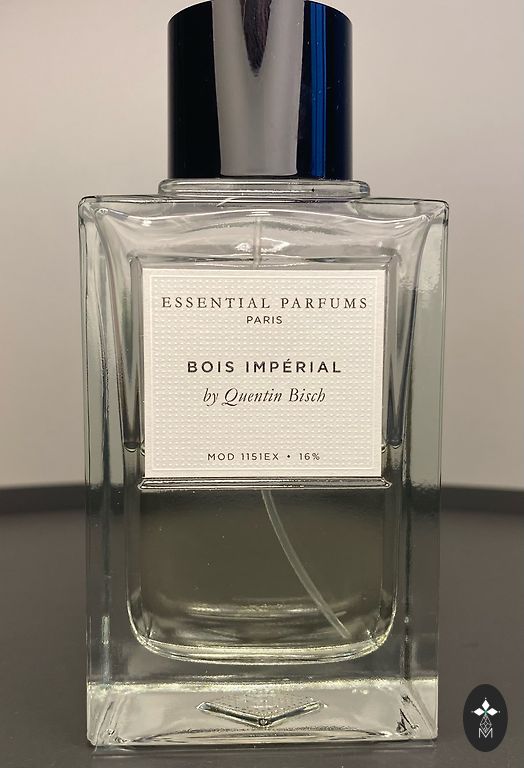 ESSENTIAL PARFUMS
PARIS
BOIS IMPÉRIAL
by Quentin Bisch
MOD 1151EX • 16%